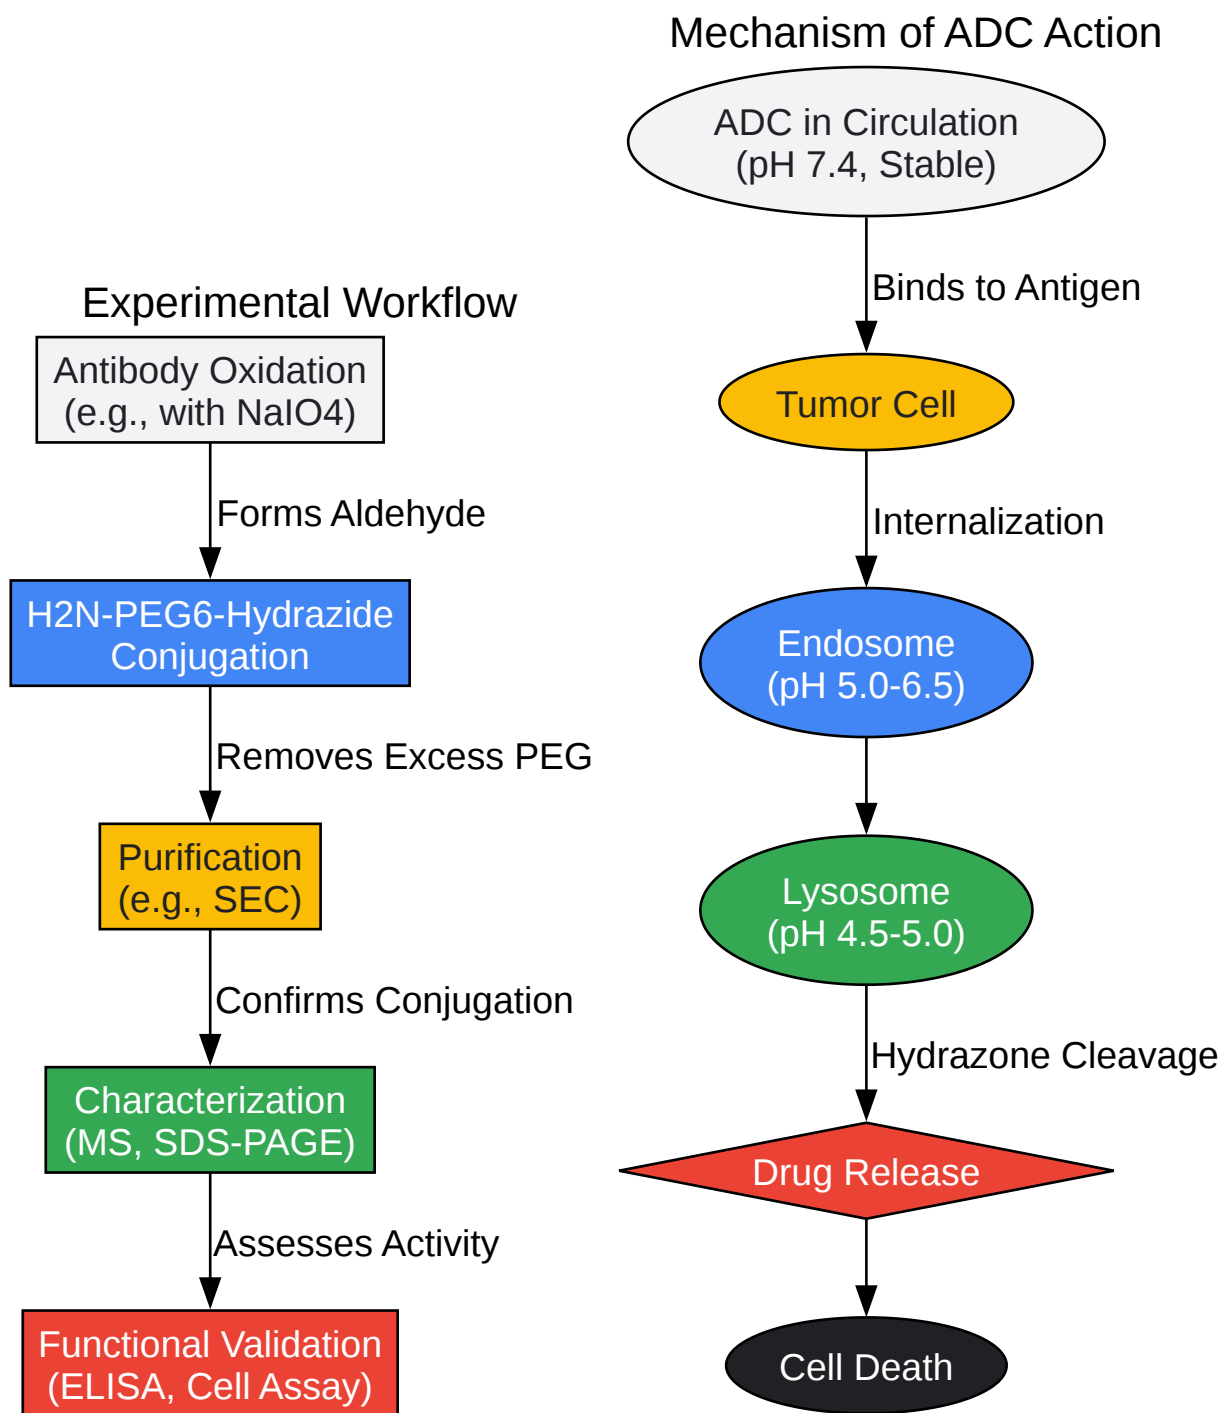 Experimental Workflow
Antibody Oxidation
(e.g., with NaIO4)
Forms Aldehyde
H2N-PEG6-Hydrazide
Conjugation
Removes Excess PEG
Purification
(e.g., SEC)
Confirms Conjugation
Characterization
(MS, SDS-PAGE)
Assesses Activity
Functional Validation
(ELISA, Cell Assay)
Mechanism of ADC Action
ADC in Circulation
(pH 7.4, Stable)
Binds to Antigen
Tumor Cell
Internalization
Endosome
(pH 5.0-6.5)
Lysosome
(pH 4.5-5.0)
Hydrazone Cleavage
Drug Release
Cell Death